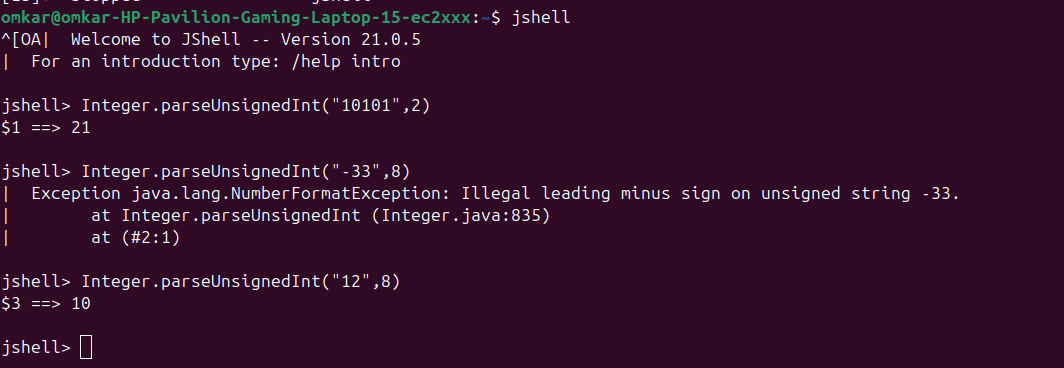 omkar@omkar-HP-Pavilion-Gaming-Laptop-15-ec2xxx:~$ jshell
^[OA|  Welcome to JShell -- Version 21.0.5
|  For an introduction type: /help intro
jshell> Integer.parseUnsignedInt("10101",2)
$1 ==> 21
jshell> Integer.parseUnsignedInt("-33",8)
|  Exception java.lang.NumberFormatException: Illegal leading minus sign on unsigned string -33.
|        at Integer.parseUnsignedInt (Integer.java:835)
|        at (#2:1)
jshell> Integer.parseUnsignedInt("12",8)
$3 ==> 10
jshell>